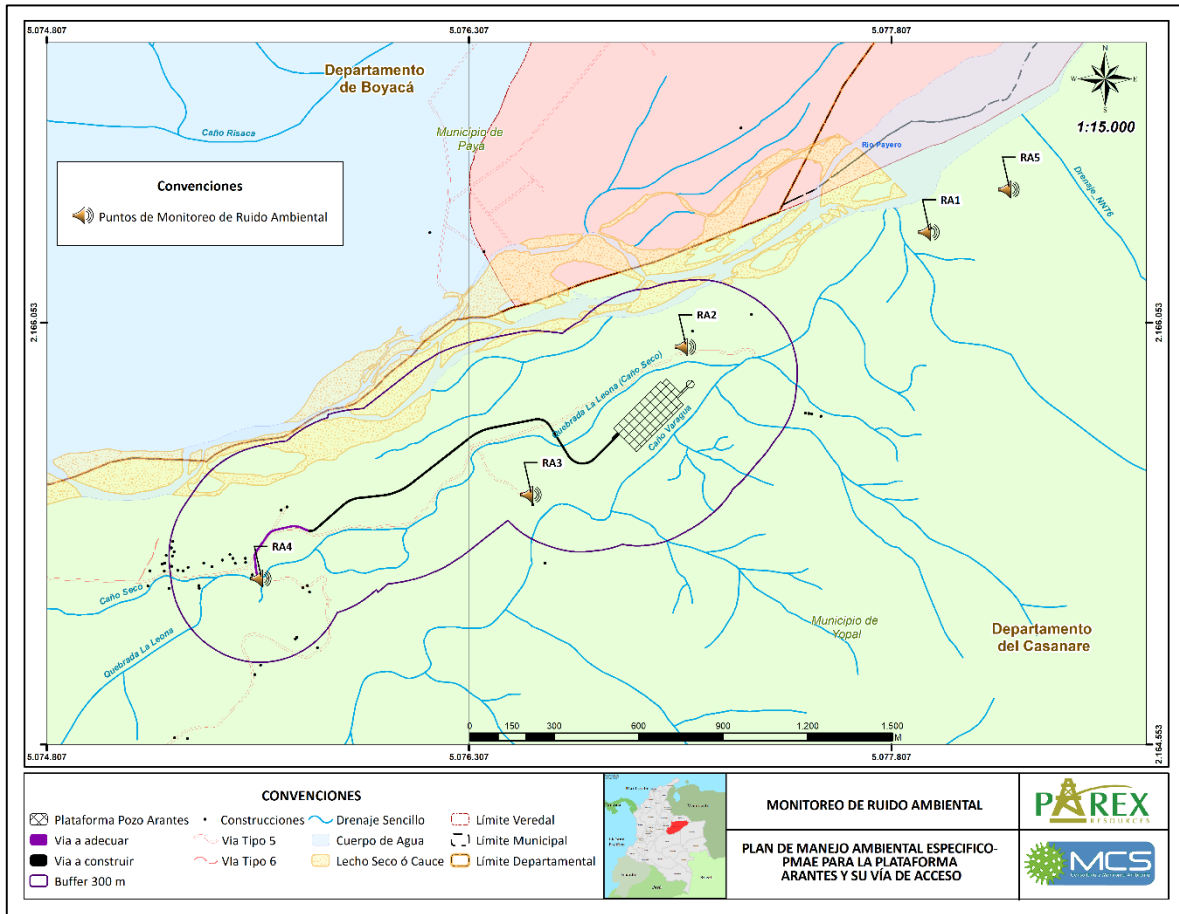 5.074.807
5.076.307
5.077.807
Departamento
de Boyacá
Caño Risaca
Municipio de
Paya
N
W
E
S
1:15.000
Río Payero
RA5
RA1
Drenaje NN76
Convenciones
Puntos de Monitoreo de Ruido Ambiental
2.166.053
2.166.053
RA2
Quebrada La Leona (Caño Seco)
Caño Varagua
RA3
RA4
Caño Seco
Quebrada La Leona
Municipio de
Yopal
Departamento
del Casanare
0 150 300 600 900 1.200 1.500
M
2.164.553
5.074.807
5.076.307
5.077.807
CONVENCIONES
Plataforma Pozo Arantes
Construcciones
Drenaje Sencillo
Límite Veredal
Via a adecuar
Vía Tipo 5
Cuerpo de Agua
Límite Municipal
Via a construir
Vía Tipo 6
Lecho Seco ó Cauce
Límite Departamental
Buffer 300 m
MONITOREO DE RUIDO AMBIENTAL
PLAN DE MANEJO AMBIENTAL ESPECIFICO-
PMAE PARA LA PLATAFORMA
ARANTES Y SU VÍA DE ACCESO
PAREX
RESOURCES
MCS